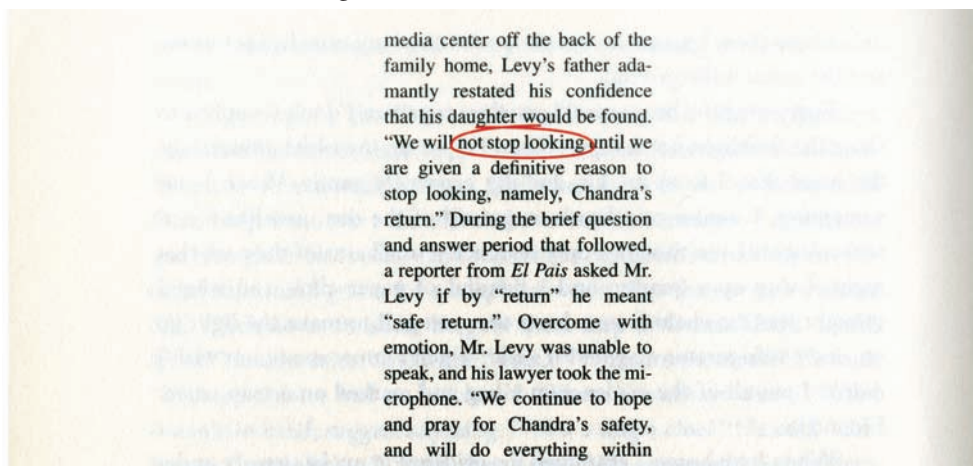 media center off the back of the
family home, Levy's father ada-
mantly restated his confidence
that his daughter would be found.
"We will not stop looking until we
are given a definitive reason to
stop looking, namely, Chandra's
return." During the brief question
and answer period that followed,
a reporter from El Pais asked Mr.
Levy if by "return" he meant
"safe return." Overcome with
emotion, Mr. Levy was unable to
speak, and his lawyer took the mi-
crophone. "We continue to hope
and pray for Chandra's safety,
and will do everything within